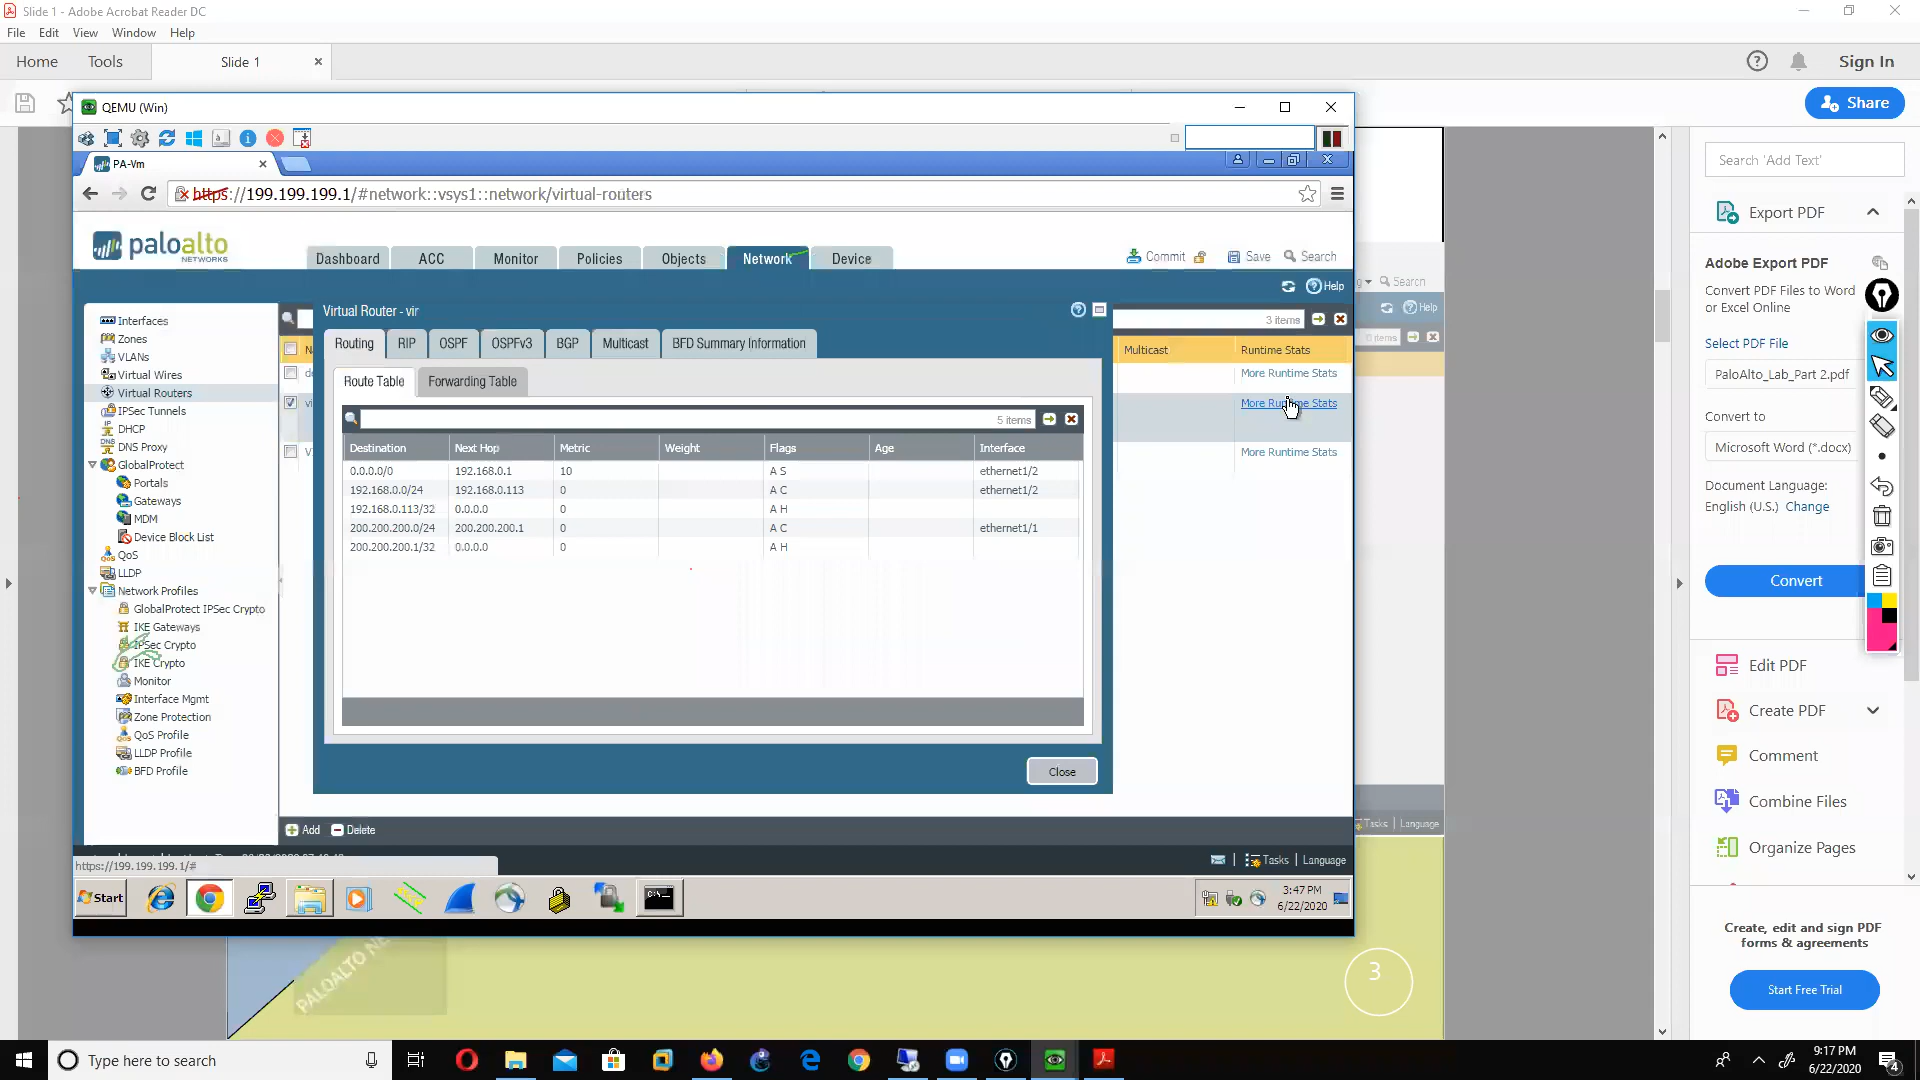 Slide 1 - Adobe Acrobat Reader DC
File Edit View Window Help
Home Tools Slide 1 Sign In
Share
QEMU (Win)
PA-Vm
https://199.199.199.1/#network::vsys1::network/virtual-routers
paloalto
NETWORKS
Dashboard ACC Monitor Policies Objects Network Device
Commit Save Search
Help
Interfaces
Zones
VLANs
Virtual Wires
Virtual Routers
IPSec Tunnels
DHCP
DNS Proxy
GlobalProtect
Portals
Gateways
MDM
Device Block List
QoS
LLDP
Network Profiles
GlobalProtect IPSec Crypto
IKE Gateways
IPSec Crypto
IKE Crypto
Monitor
Interface Mgmt
Zone Protection
QoS Profile
LLDP Profile
BFD Profile
Virtual Router - vir
Routing RIP OSPF OSPFv3 BGP Multicast BFD Summary Information
Route Table Forwarding Table
5 items
Destination Next Hop Metric Weight Flags Age Interface
0.0.0.0/0 192.168.0.1 10 A S ethernet1/2
192.168.0.0/24 192.168.0.113 0 A C ethernet1/2
192.168.0.113/32 0.0.0.0 0 A H
200.200.200.0/24 200.200.200.1 0 A C ethernet1/1
200.200.200.1/32 0.0.0.0 0 A H
Close
3 items
Multicast Runtime Stats
More Runtime Stats
More Runtime Stats
More Runtime Stats
Add Delete
https://199.199.199.1/#
Tasks | Language
Start
3:47 PM
6/22/2020
Search
Help
items
Tasks | Language
PALOALTO NE
3
Search 'Add Text'
Export PDF
Adobe Export PDF
Convert PDF Files to Word
or Excel Online
Select PDF File
PaloAlto_Lab_Part 2.pdf
Convert to
Microsoft Word (*.docx)
Document Language:
English (U.S.) Change
Convert
Edit PDF
Create PDF
Comment
Combine Files
Organize Pages
Create, edit and sign PDF
forms & agreements
Start Free Trial
Type here to search
9:17 PM
6/22/2020
4